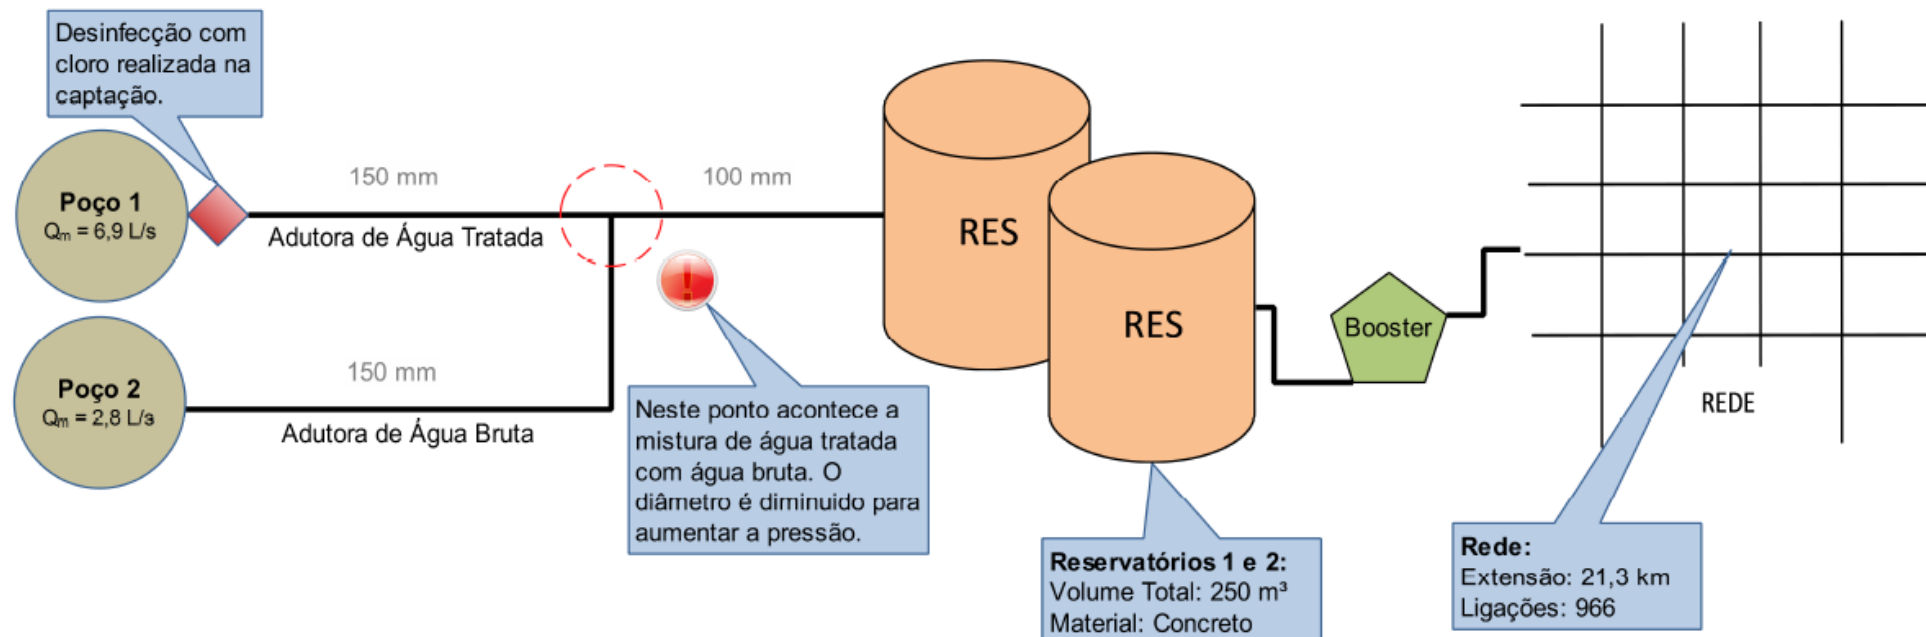 Desinfecção com
cloro realizada na
captação.
Poço 1
Qm = 6,9 L/s
150 mm
Adutora de Água Tratada
100 mm
RES
RES
Booster
REDE
Poço 2
Qm = 2,8 L/s
150 mm
Adutora de Água Bruta
Neste ponto acontece a
mistura de água tratada
com água bruta. O
diâmetro é diminuido para
aumentar a pressão.
Reservatórios 1 e 2:
Volume Total: 250 m³
Material: Concreto
Rede:
Extensão: 21,3 km
Ligações: 966